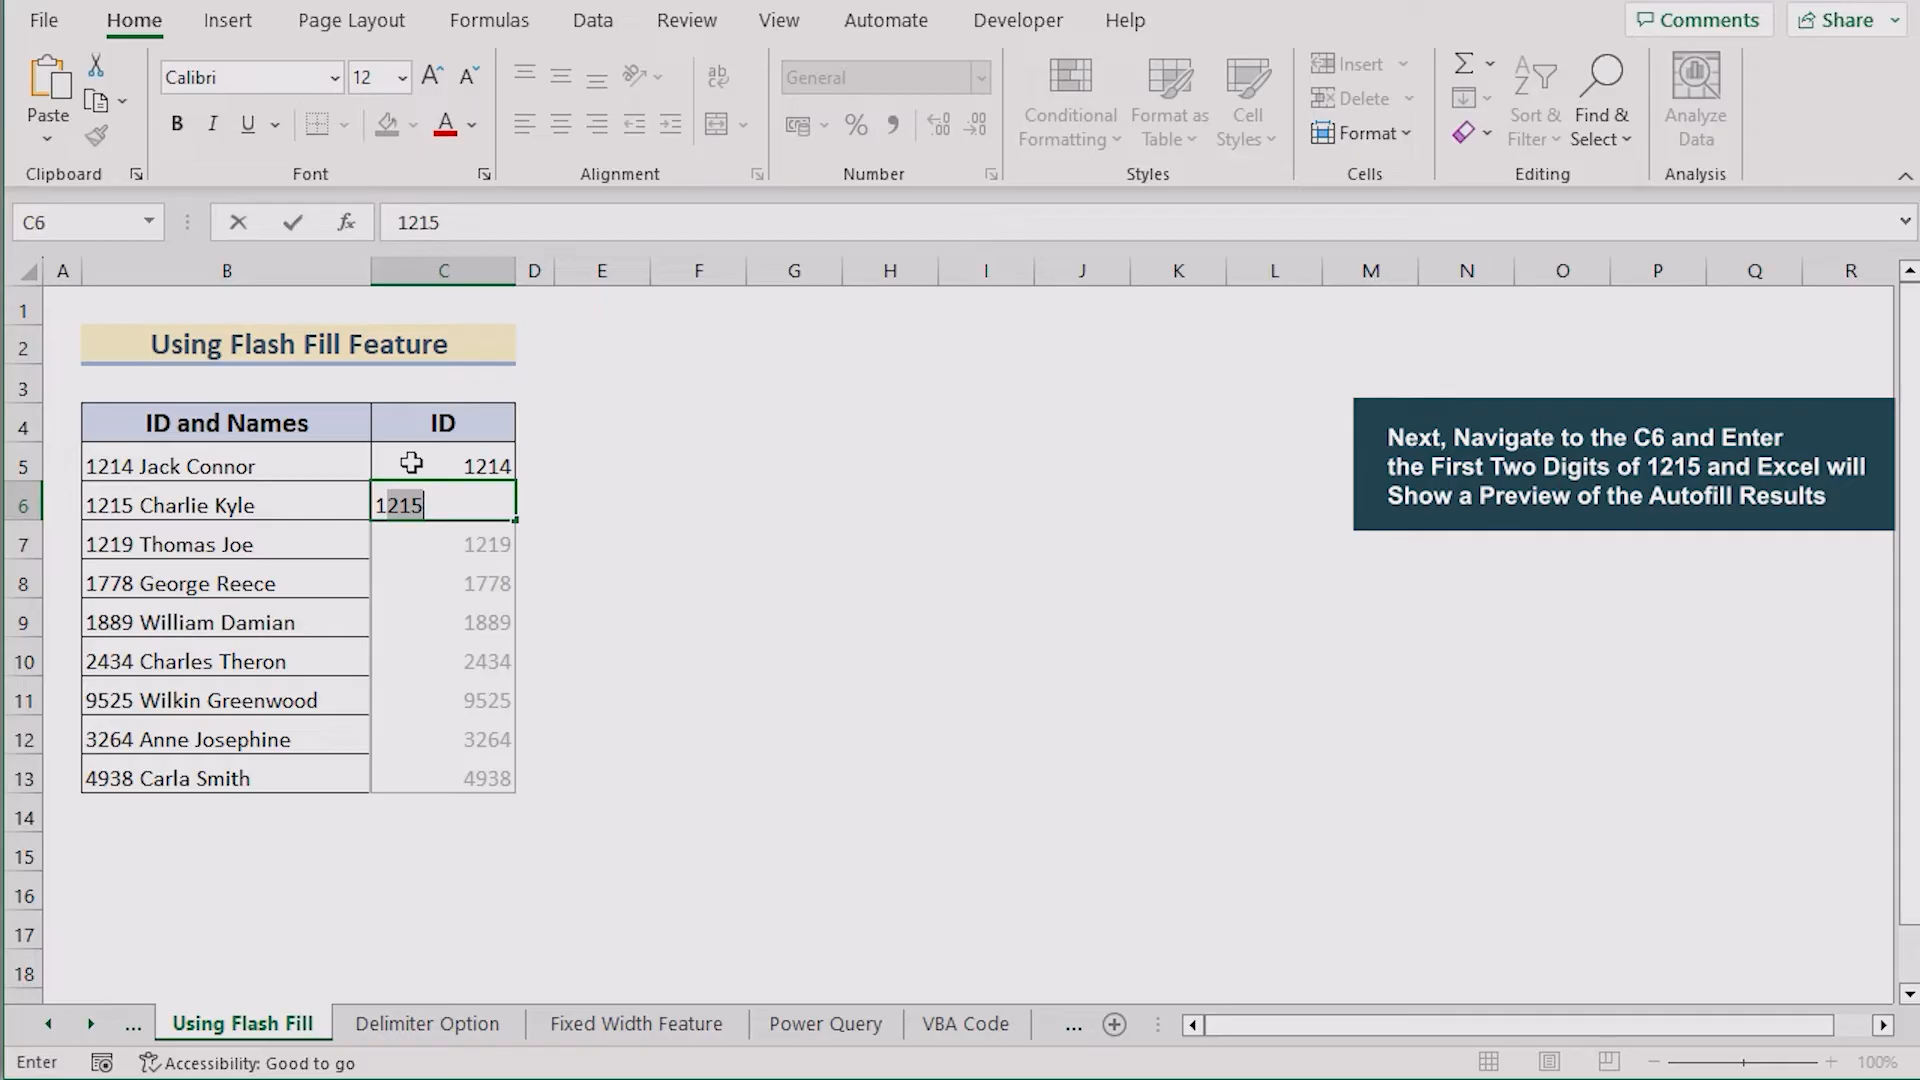 File Home Insert Page Layout Formulas Data Review View Automate Developer Help Comments Share
Paste Calibri 12 A A ab General Conditional Formatting Format as Table Cell Styles Insert Delete Format Sort & Filter Find & Select Analyze Data
B I U A % 9 .00 .0
Clipboard Font Alignment Number Styles Cells Editing Analysis
C6 fx 1215
A B C D E F G H I J K L M N O P Q R
1
2 Using Flash Fill Feature
3
4 ID and Names ID
5 1214 Jack Connor 1214
6 1215 Charlie Kyle 1215
7 1219 Thomas Joe 1219
8 1778 George Reece 1778
9 1889 William Damian 1889
10 2434 Charles Theron 2434
11 9525 Wilkin Greenwood 9525
12 3264 Anne Josephine 3264
13 4938 Carla Smith 4938
14
15
16
17
18
Next, Navigate to the C6 and Enter
the First Two Digits of 1215 and Excel will
Show a Preview of the Autofill Results
... Using Flash Fill Delimiter Option Fixed Width Feature Power Query VBA Code ...
Enter Accessibility: Good to go 100%